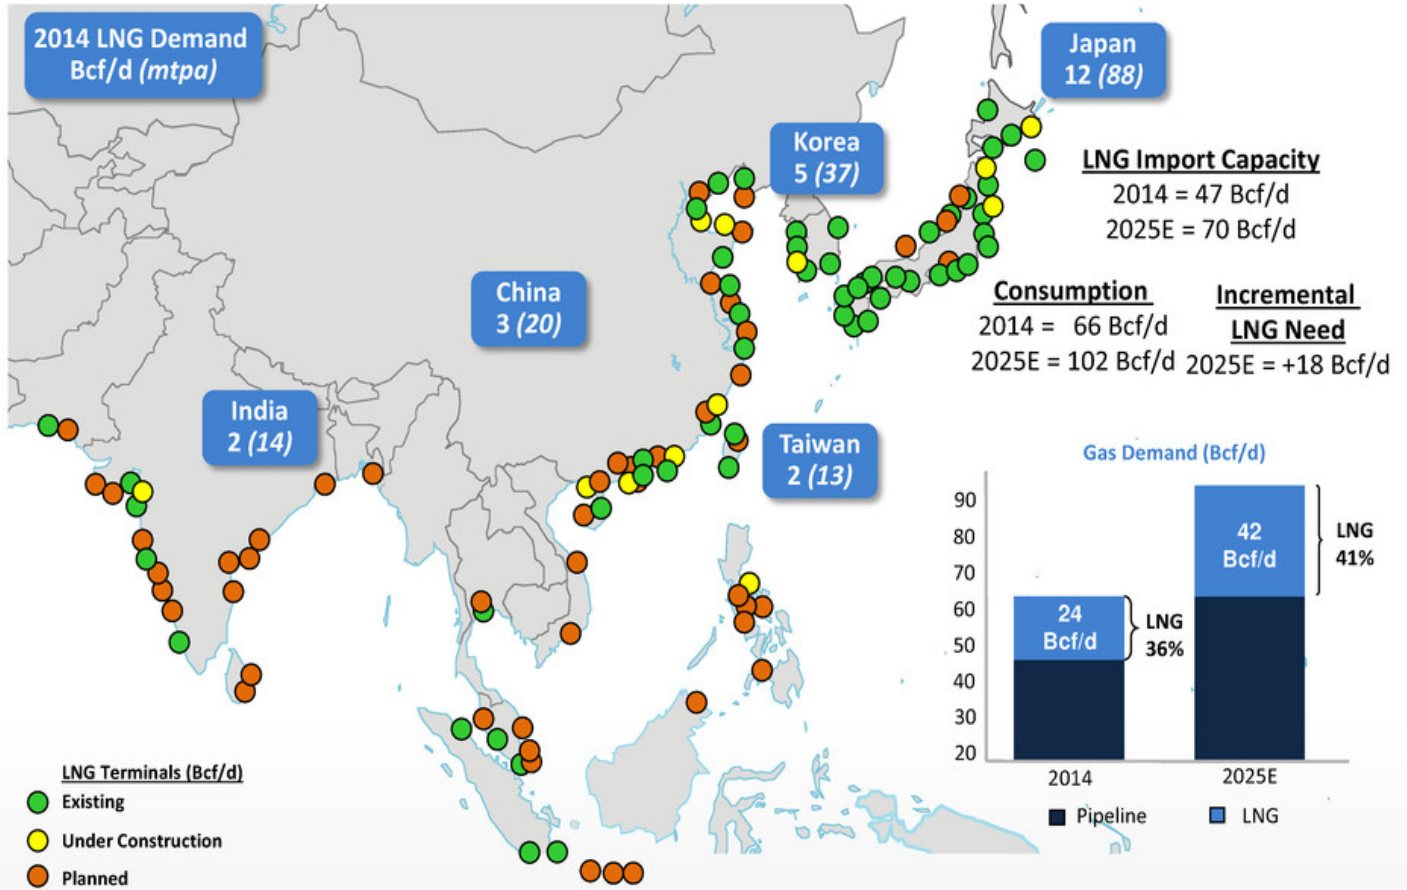 2014 LNG Demand
Bcf/d (mtpa)
Japan
12 (88)
Korea
5 (37)
China
3 (20)
India
2 (14)
Taiwan
2 (13)
LNG Import Capacity
2014 = 47 Bcf/d
2025E = 70 Bcf/d
Consumption
2014 = 66 Bcf/d
2025E = 102 Bcf/d
Incremental
LNG Need
2025E = +18 Bcf/d
Gas Demand (Bcf/d)
90
80
70
60
50
40
30
20
24
Bcf/d
LNG
36%
42
Bcf/d
LNG
41%
2014
2025E
Pipeline
LNG
LNG Terminals (Bcf/d)
Existing
Under Construction
Planned